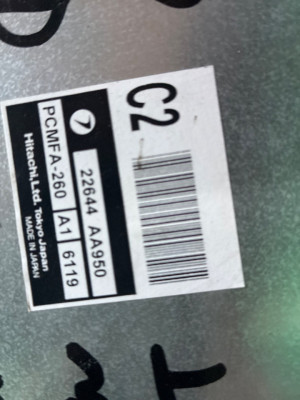 C2
22644 AA950
PCMFA-260 A1 6119
Hitachi,Ltd. Tokyo Japan
MADE IN JAPAN